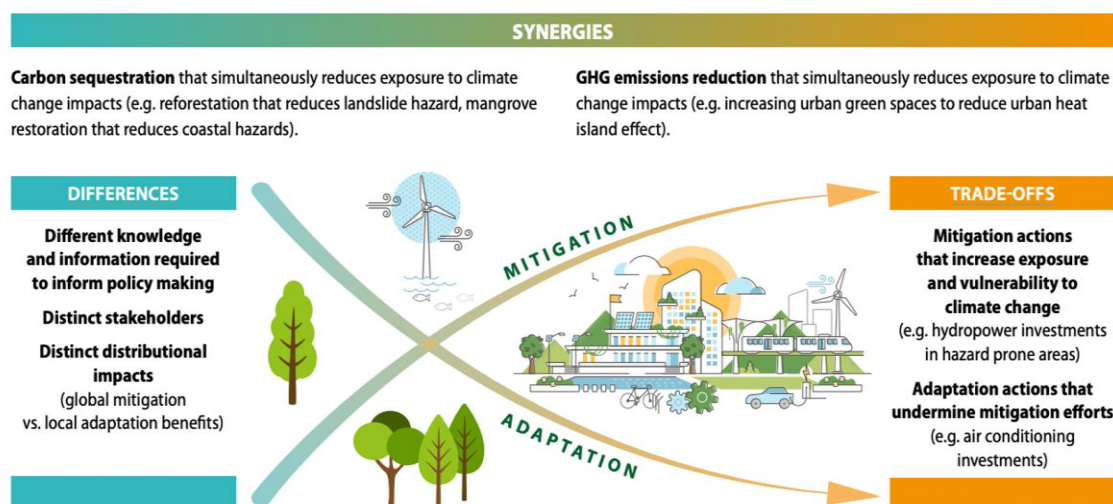 SYNERGIES
Carbon sequestration that simultaneously reduces exposure to climate
change impacts (e.g. reforestation that reduces landslide hazard, mangrove
restoration that reduces coastal hazards).
GHG emissions reduction that simultaneously reduces exposure to climate
change impacts (e.g. increasing urban green spaces to reduce urban heat
island effect).
DIFFERENCES
Different knowledge
and information required
to inform policy making
Distinct stakeholders
Distinct distributional
impacts
(global mitigation
vs. local adaptation benefits)
MITIGATION
ADAPTATION
TRADE-OFFS
Mitigation actions
that increase exposure
and vulnerability to
climate change
(e.g. hydropower investments
in hazard prone areas)
Adaptation actions that
undermine mitigation efforts
(e.g. air conditioning
investments)